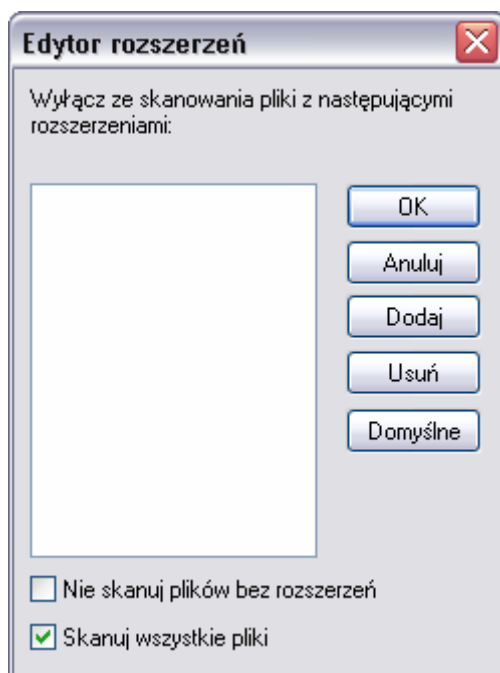 Edytor rozszerzeń
Wyłącz ze skanowania pliki z następującymi
rozszerzeniami:
OK
Anuluj
Dodaj
Usuń
Domyślne
Nie skanuj plików bez rozszerzeń
Skanuj wszystkie pliki